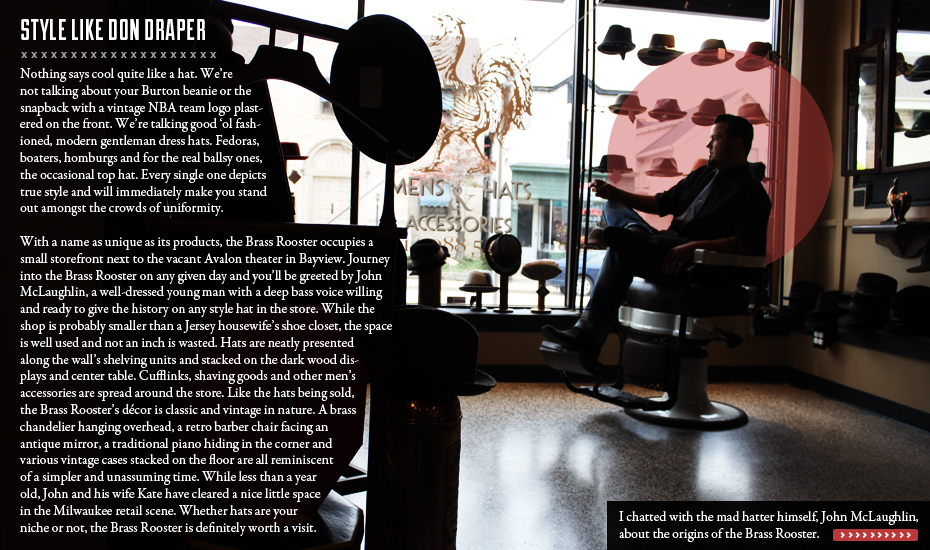 STYLE LIKE DON DRAPER
x x x x x x x x x x x x x x x x x x
Nothing says cool quite like a hat. We're
not talking about your Burton beanie or the
snapback with a vintage NBA team logo plast-
ered on the front. We're talking good ‘ol fash-
ioned, modern gentleman dress hats. Fedoras,
boaters, homburgs and for the real ballsy ones,
the occasional top hat. Every single one depicts
true style and will immediately make you stand
out amongst the crowds of uniformity.
With a name as unique as its products, the Brass Rooster occupies a
small storefront next to the vacant Avalon theater in Bayview. Journey
into the Brass Rooster on any given day and you'll be greeted by John
McLaughlin, a well-dressed young man with a deep bass voice willing
and ready to give the history on any style hat in the store. While the
shop is probably smaller than a Jersey housewife's shoe closet, the space
is well used and not an inch is wasted. Hats are neatly presented
along the wall's shelving units and stacked on the dark wood dis-
plays and center table. Cufflinks, shaving goods and other men's
accessories are spread around the store. Like the hats being sold,
the Brass Rooster's décor is classic and vintage in nature. A brass
chandelier hanging overhead, a retro barber chair facing an
antique mirror, a traditional piano hiding in the corner and
various vintage cases stacked on the floor are all reminiscent
of a simpler and unassuming time. While less than a year
old, John and his wife Kate have cleared a nice little space
in the Milwaukee retail scene. Whether hats are your
niche or not, the Brass Rooster is definitely worth a visit.
MENS HATS
&
ACCESSORIES
I chatted with the mad hatter himself, John McLaughlin,
about the origins of the Brass Rooster. >>>>>>>>>>